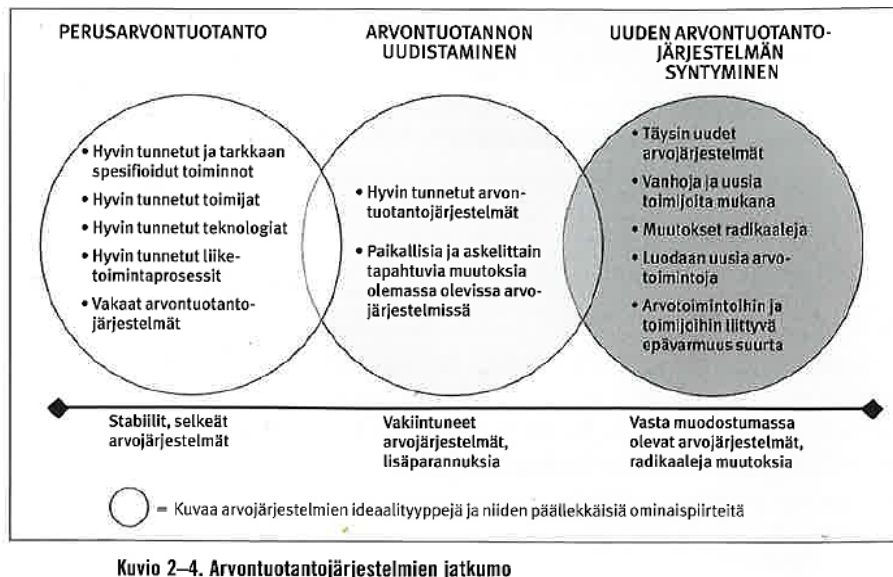 PERUSARVONTUOTANTO
ARVONTUOTANNON
UUDISTAMINEN
UUDEN ARVONTUOTANTO-
JÄRJESTELMÄN
SYNTYMINEN
• Hyvin tunnetut ja tarkkaan
spesifioidut toiminnot
• Hyvin tunnetut toimijat
• Hyvin tunnetut teknologiat
• Hyvin tunnetut liike-
toimintaprosessit
• Vakaat arvontuotanto-
järjestelmät
• Hyvin tunnetut arvon-
tuotantojärjestelmät
• Paikallisia ja askelittain
tapahtuvia muutoksia
olemassa olevissa arvo-
järjestelmissä
• Täysin uudet
arvojärjestelmät
• Vanhoja ja uusia
toimijoita mukana
• Muutokset radikaaleja
• Luodaan uusia arvo-
toimintoja
• Arvotoimintoihin ja
toimijoihin liittyvä
epävarmuus suurta
Stabiilit, selkeät
arvojärjestelmät
Vakiintuneet
arvojärjestelmät,
lisäparannuksia
Vasta muodostumassa
olevat arvojärjestelmät,
radikaaleja muutoksia
= Kuvaa arvojärjestelmien ideaalityyppejä ja niiden päällekkäisiä ominaispiirteitä
Kuvio 2–4. Arvontuotantojärjestelmien jatkumo